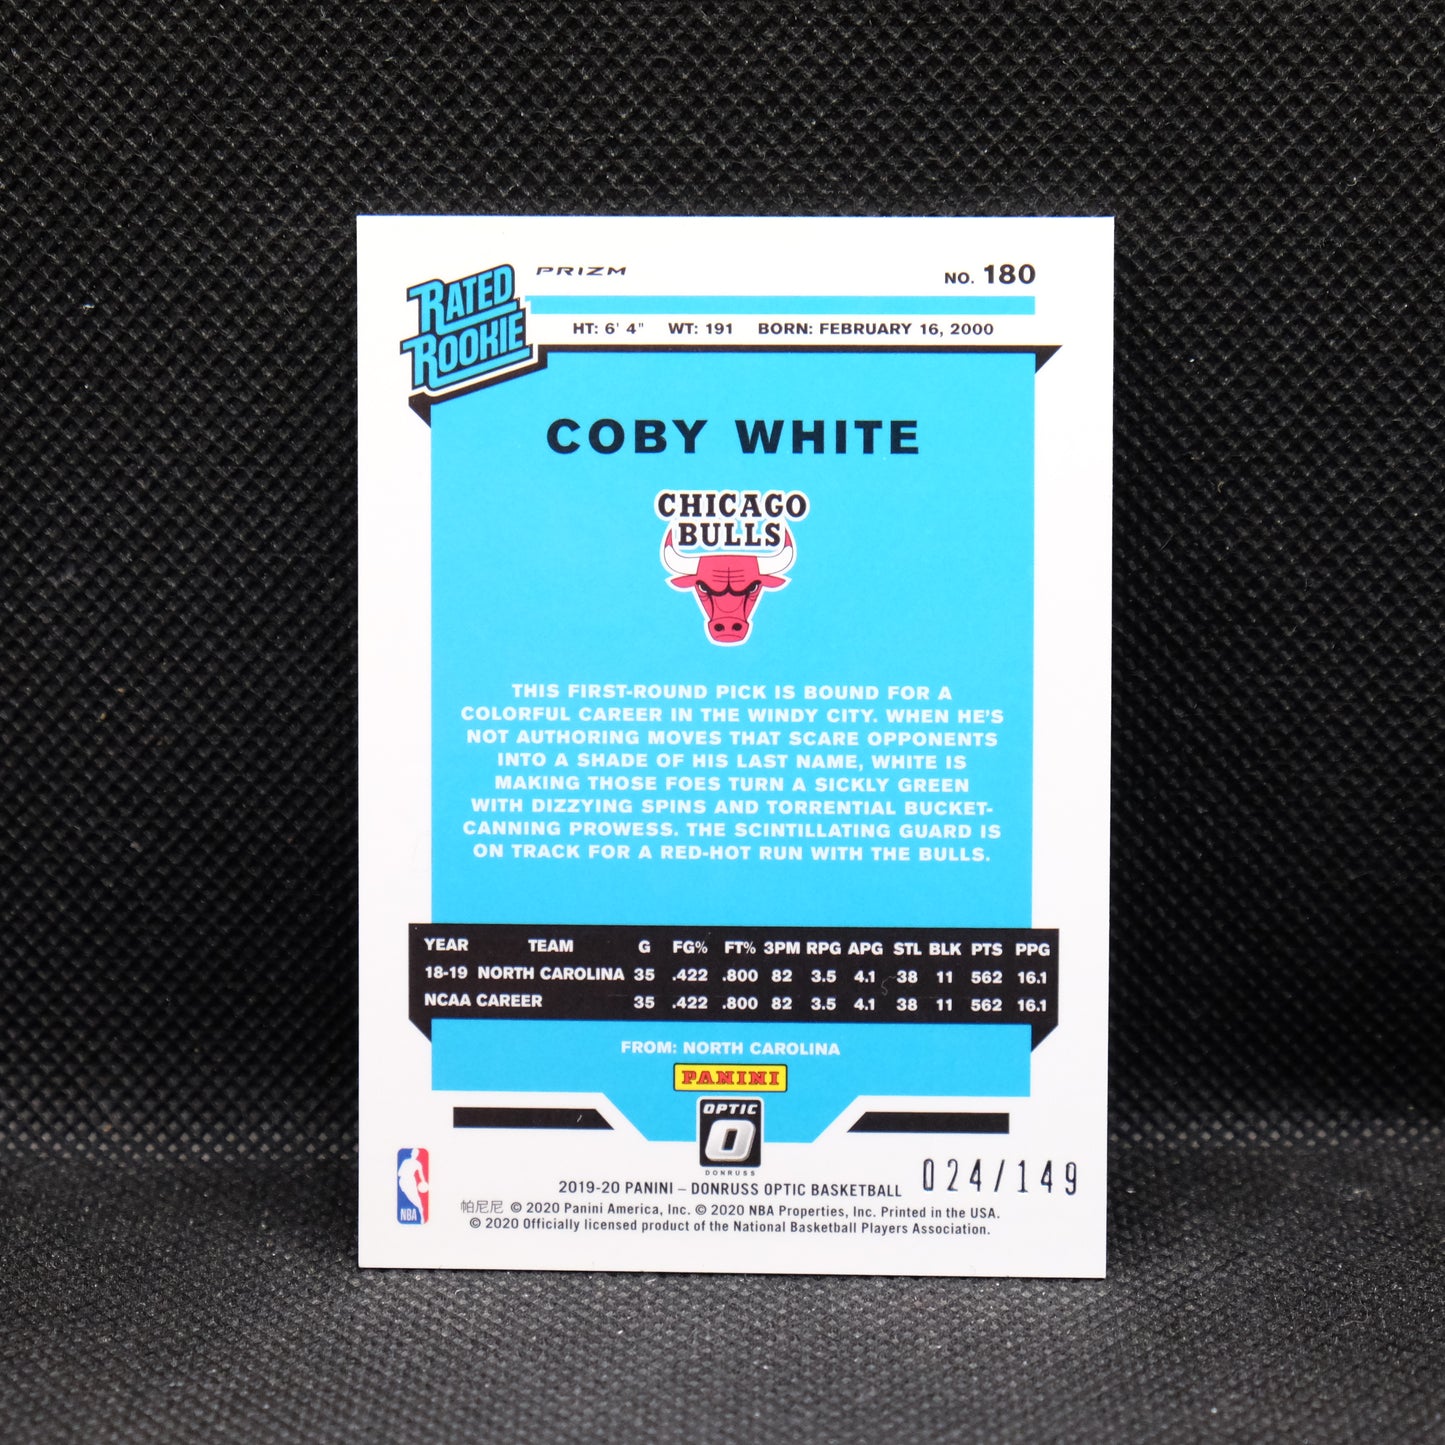 RATED
ROOKIE
PRIZM
NO. 180
HT: 6' 4" WT: 191 BORN: FEBRUARY 16, 2000
COBY WHITE
CHICAGO
BULLS
THIS FIRST-ROUND PICK IS BOUND FOR A
COLORFUL CAREER IN THE WINDY CITY. WHEN HE'S
NOT AUTHORING MOVES THAT SCARE OPPONENTS
INTO A SHADE OF HIS LAST NAME, WHITE IS
MAKING THOSE FOES TURN A SICKLY GREEN
WITH DIZZYING SPINS AND TORRENTIAL BUCKET-
CANNING PROWESS. THE SCINTILLATING GUARD IS
ON TRACK FOR A RED-HOT RUN WITH THE BULLS.
YEAR TEAM G FG% FT% 3PM RPG APG STL BLK PTS PPG
18-19 NORTH CAROLINA 35 .422 .800 82 3.5 4.1 38 11 562 16.1
NCAA CAREER 35 .422 .800 82 3.5 4.1 38 11 562 16.1
FROM: NORTH CAROLINA
PANINI
OPTIC
O
DONRUSS
NBA
2019-20 PANINI – DONRUSS OPTIC BASKETBALL
024/149
帕尼尼 © 2020 Panini America, Inc. © 2020 NBA Properties, Inc. Printed in the USA.
© 2020 Officially licensed product of the National Basketball Players Association.